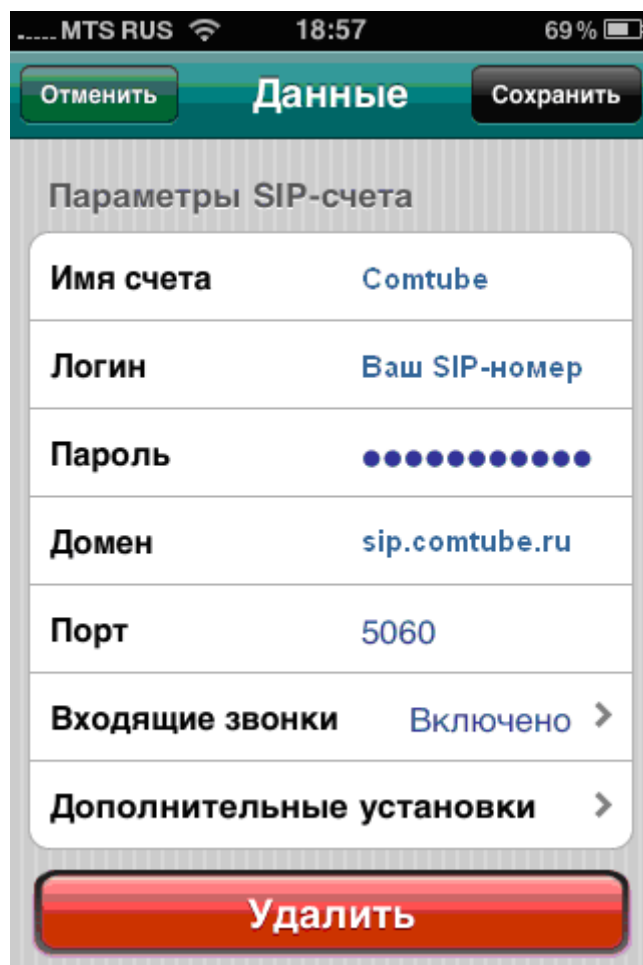 ..... MTS RUS 18:57 69 %
Отменить Данные Сохранить
Параметры SIP-счета
Имя счета Comtube
Логин Ваш SIP-номер
Пароль ●●●●●●●●●●●
Домен sip.comtube.ru
Порт 5060
Входящие звонки Включено
Дополнительные установки
Удалить